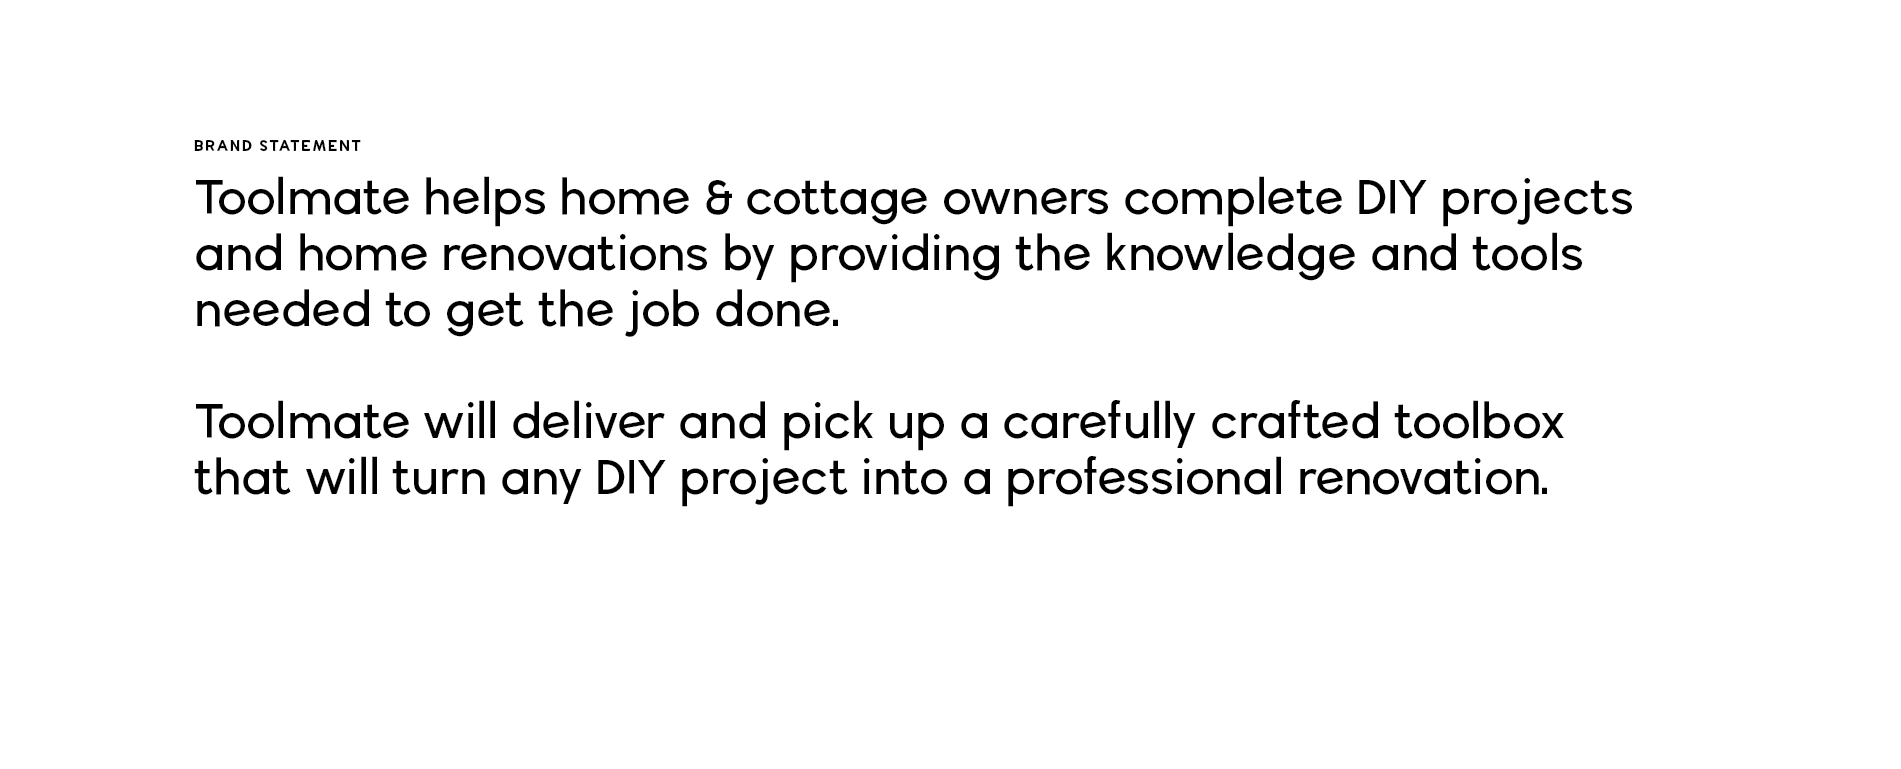 BRAND STATEMENT
Toolmate helps home & cottage owners complete DIY projects
and home renovations by providing the knowledge and tools
needed to get the job done.
Toolmate will deliver and pick up a carefully crafted toolbox
that will turn any DIY project into a professional renovation.